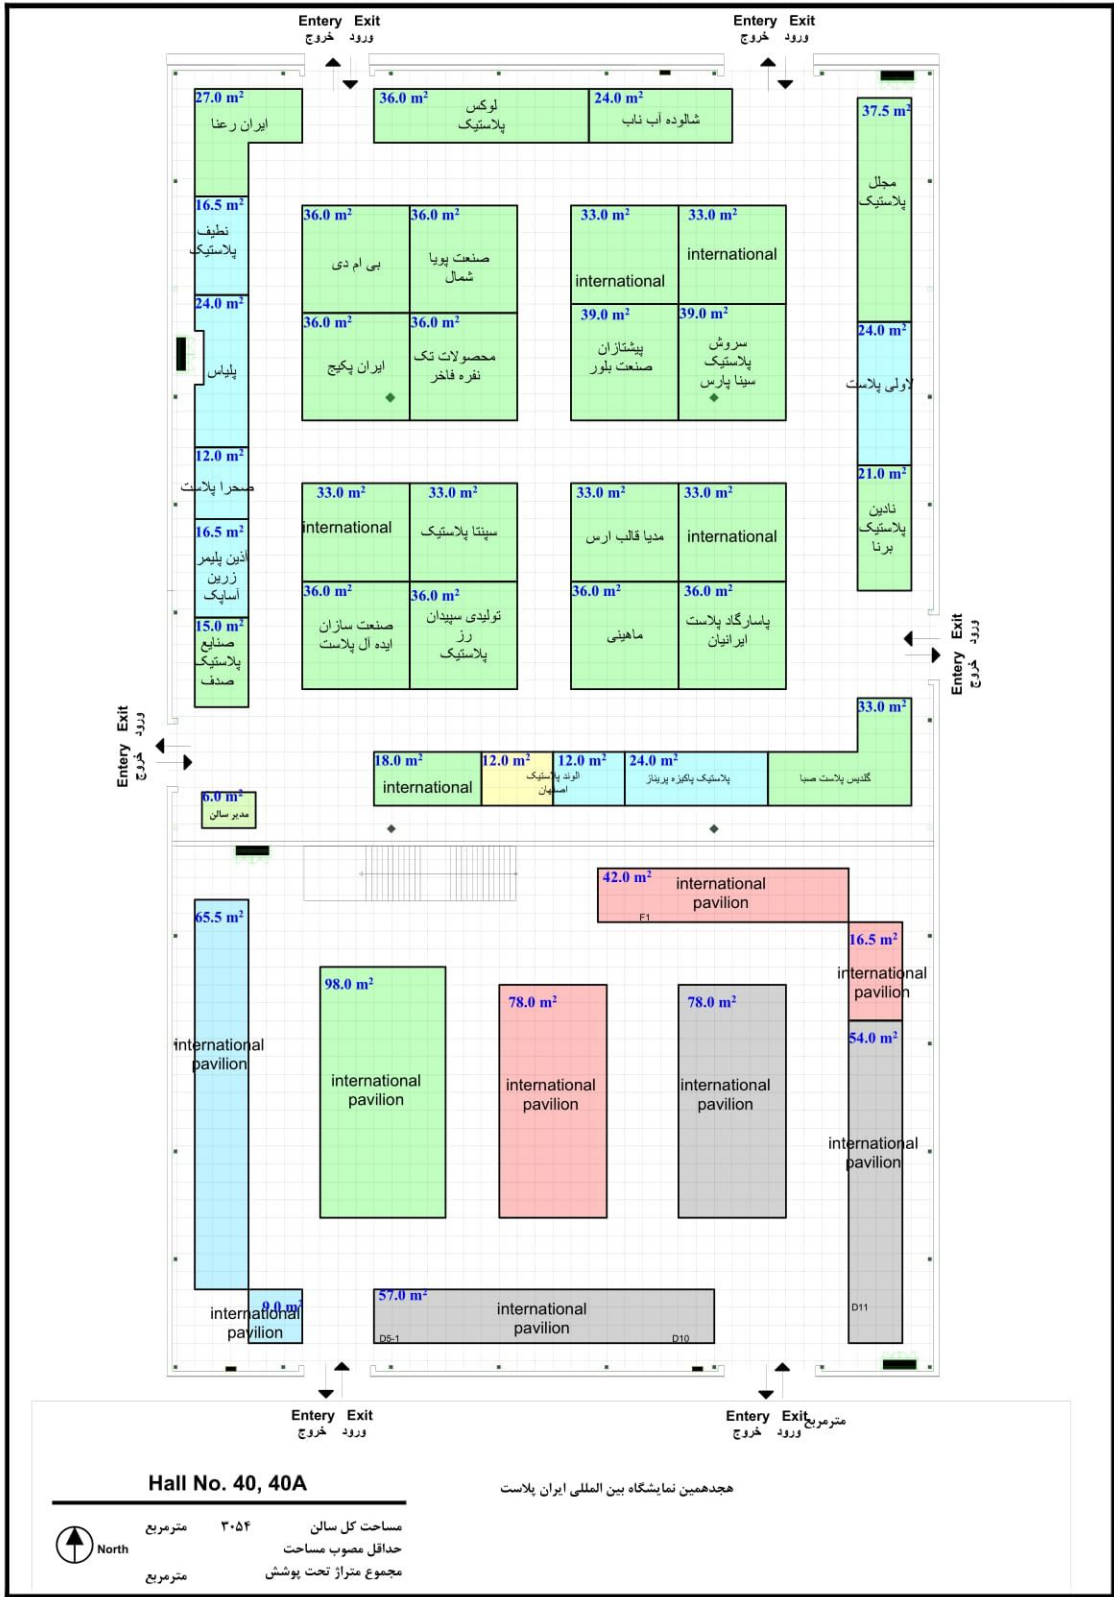 Entery Exit
خروج ورود
Entery Exit
خروج ورود
27.0 m²
ایران رعنا
36.0 m²
لوکس
پلاستیک
24.0 m²
شالوده آب ناب
37.5 m²
مجلل
پلاستیک
16.5 m²
نظیف
پلاستیک
36.0 m²
بی ام دی
36.0 m²
صنعت پویا
شمال
33.0 m²
international
33.0 m²
international
24.0 m²
پلیاس
36.0 m²
ایران پکیج
36.0 m²
محصولات تک
نفره فاخر
39.0 m²
پیشتازان
صنعت بلور
39.0 m²
سروش
پلاستیک
سینا پارس
24.0 m²
لاولی پلاست
12.0 m²
صحرا پلاست
33.0 m²
international
33.0 m²
سپنتا پلاستیک
33.0 m²
مدیا قالب ارس
33.0 m²
international
21.0 m²
نادین
پلاستیک
برنا
16.5 m²
آذین پلیمر
زرین
آساپک
36.0 m²
صنعت سازان
ایده آل پلاست
36.0 m²
تولیدی سپیدان
رز
پلاستیک
36.0 m²
ماهینی
36.0 m²
پاسارگاد پلاست
ایرانیان
15.0 m²
صنایع
پلاستیک
صدف
Entery Exit
خروج ورود
Entery Exit
خروج ورود
18.0 m²
international
12.0 m²
الوند پلاستیک
اصفهان
12.0 m²
24.0 m²
پلاستیک پاکیزه پریناز
33.0 m²
گلدیس پلاست صبا
6.0 m²
مدیر سالن
42.0 m²
international
pavilion
F1
65.5 m²
international
pavilion
98.0 m²
international
pavilion
78.0 m²
international
pavilion
78.0 m²
international
pavilion
16.5 m²
international
pavilion
54.0 m²
international
pavilion
D11
9.0 m²
international
pavilion
57.0 m²
international
pavilion
D5-1
D10
Entery Exit
خروج ورود
Entery Exit
خروج ورود
مترمربع
Hall No. 40, 40A
هجدهمین نمایشگاه بین المللی ایران پلاست
North
مساحت کل سالن ۳۰۵۴ مترمربع
حداقل مصوب مساحت
مجموع متراژ تحت پوشش مترمربع